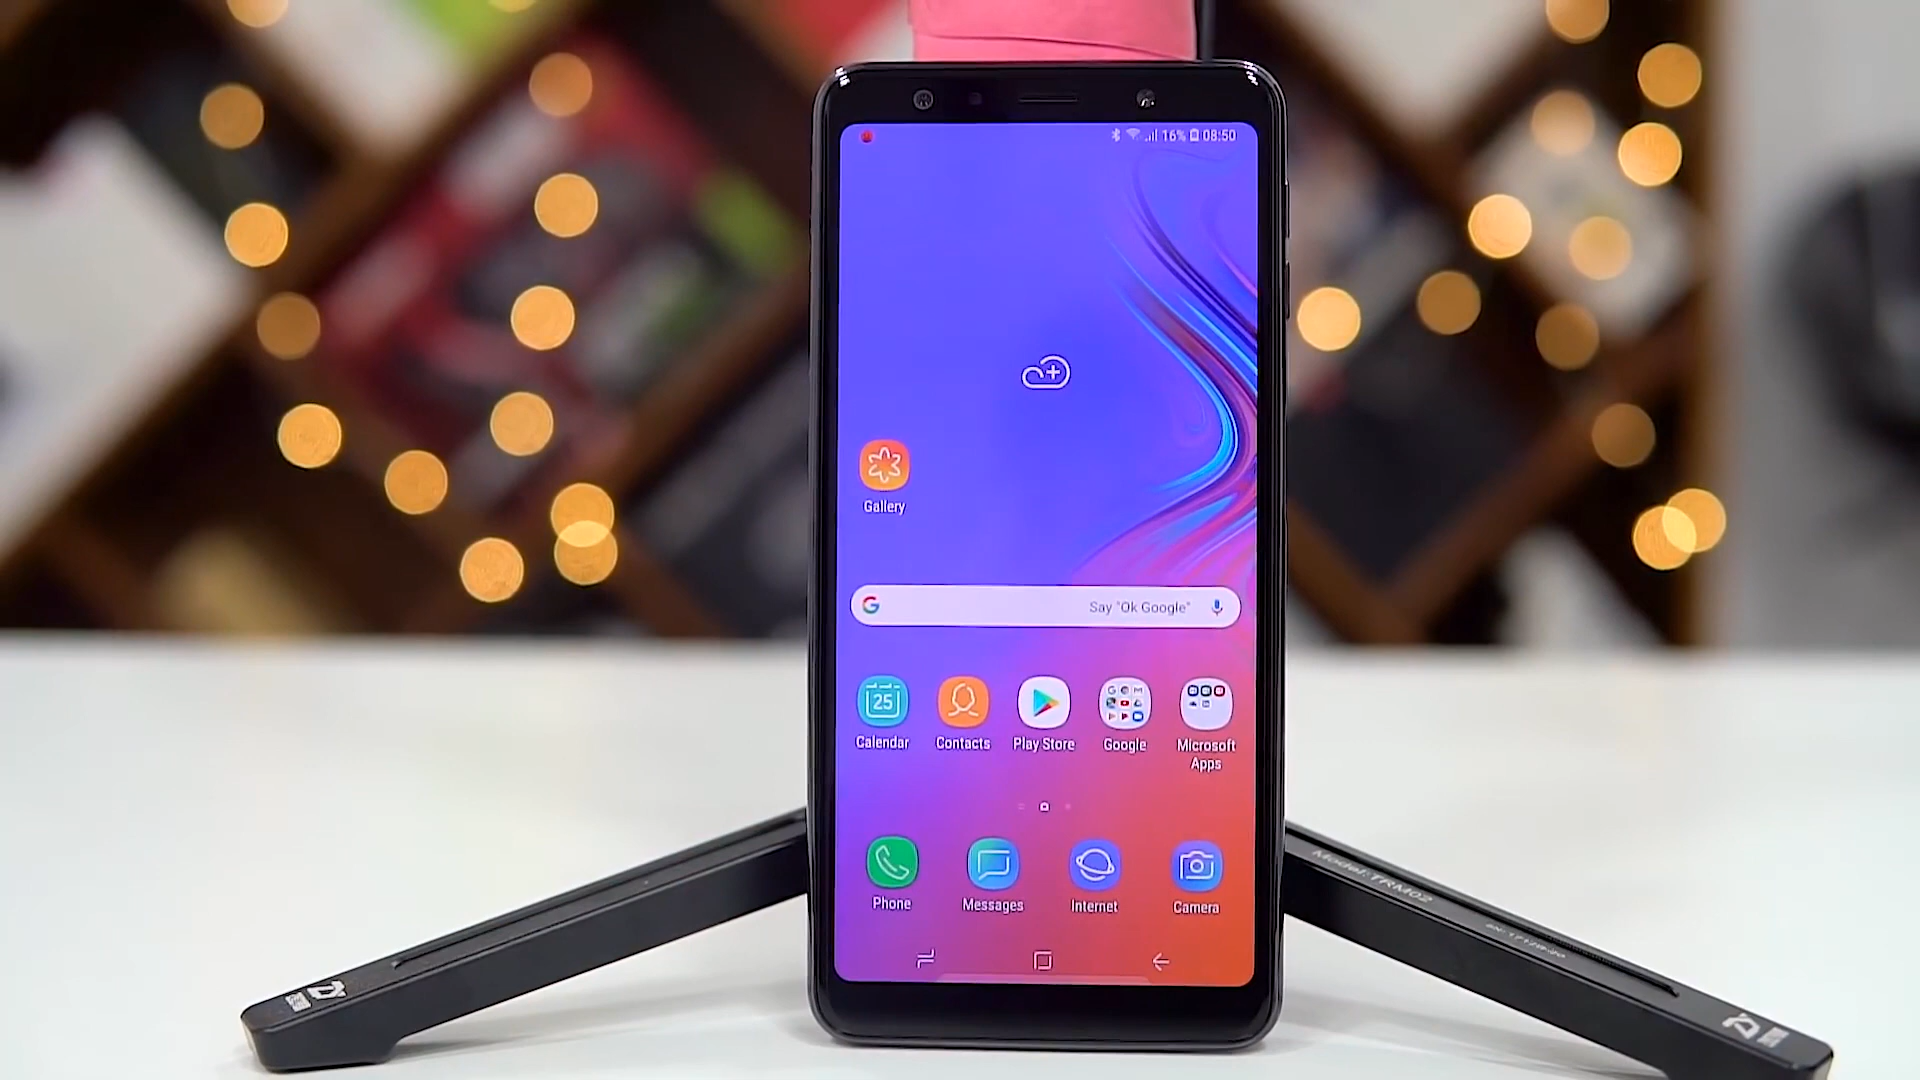 16% 08:50
Gallery
Say "Ok Google"
25
Calendar
Contacts
Play Store
Google
Microsoft
Apps
Phone
Messages
Internet
Camera
Model:TRM02